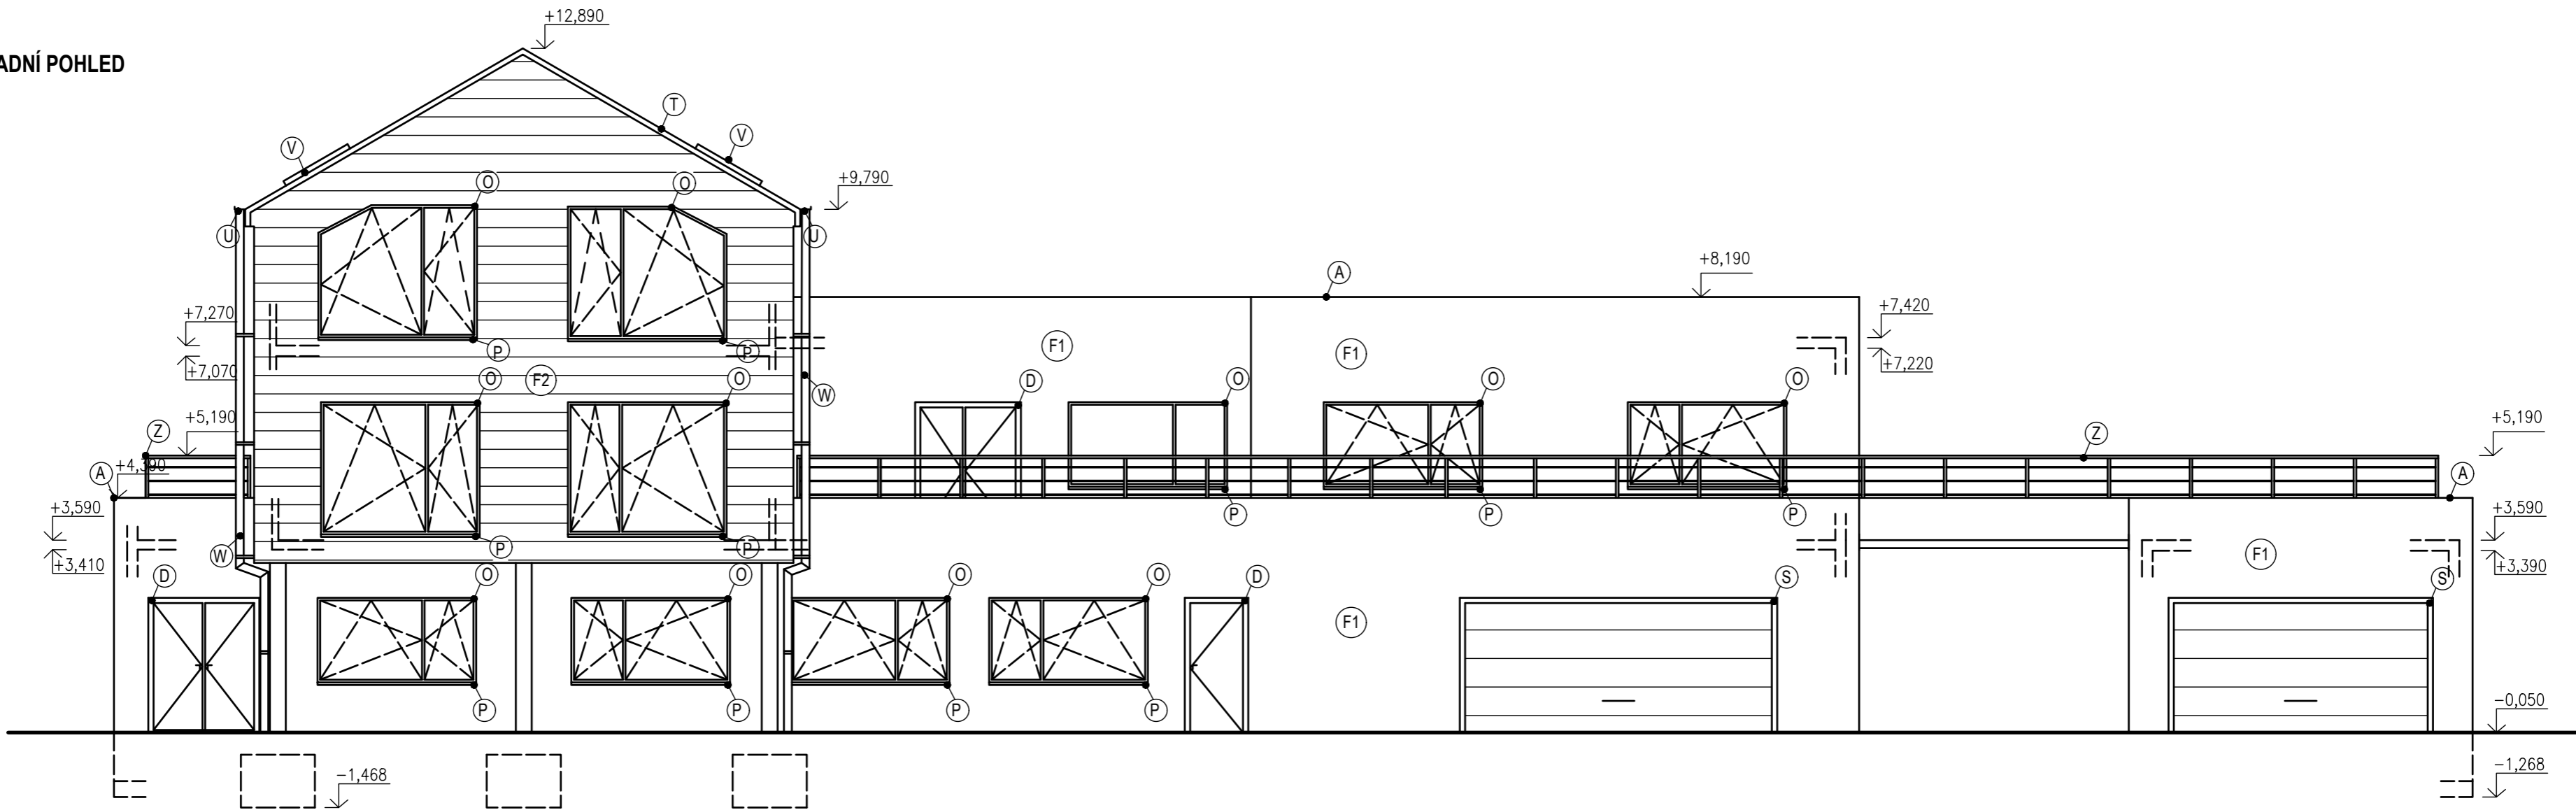 +12,890
ADNÍ POHLED
T
V
V
+9,790
O
O
U
U
+8,190
A
+7,270
+7,420
F1
F1
P
P
+7,220
+7,070
F2
O
O
D
O
O
O
W
+5,190
+5,190
Z
Z
A
+4,390
A
+3,590
+3,590
P
P
P
P
P
W
F1
+3,410
+3,390
D
O
O
O
O
D
S
S
F1
-0,050
P
P
P
P
-1,468
-1,268